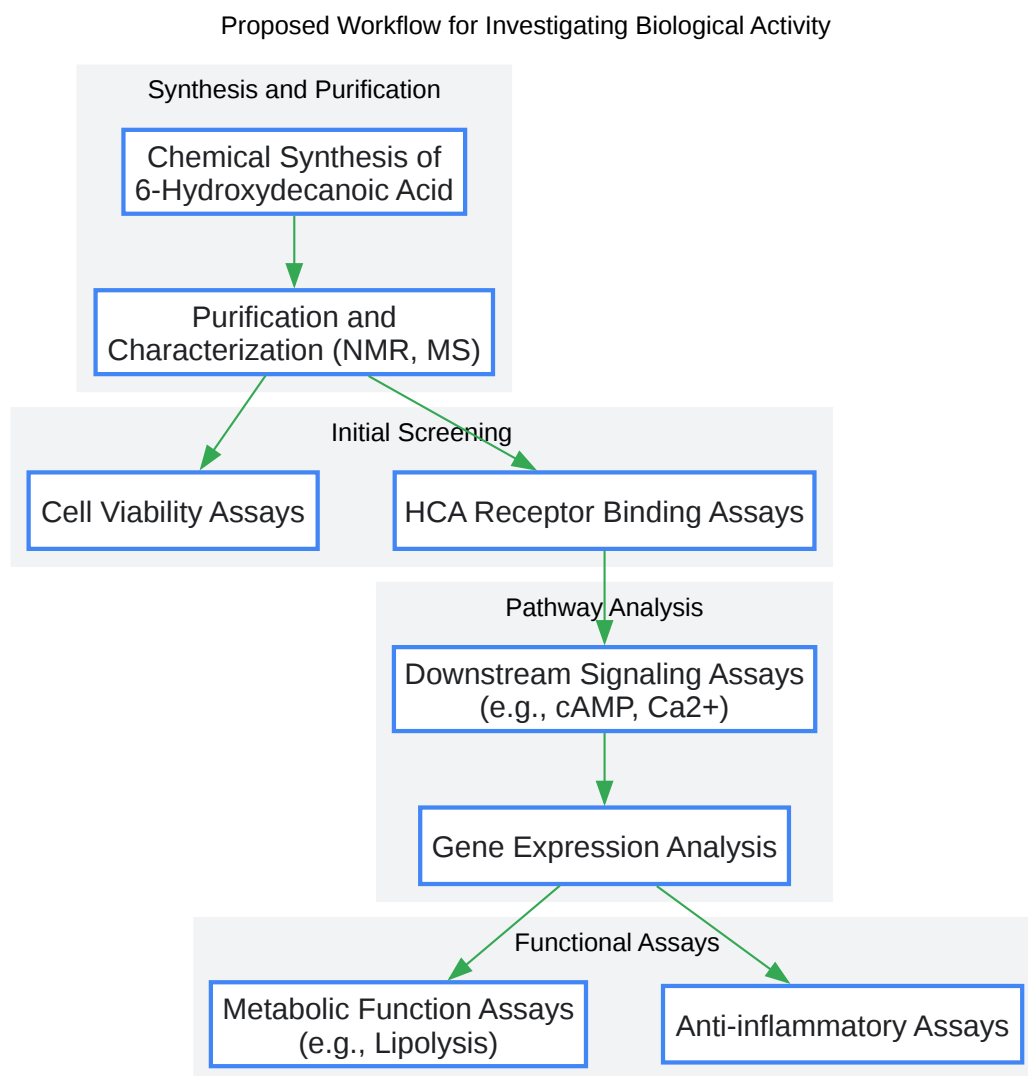 Proposed Workflow for Investigating Biological Activity
Synthesis and Purification
Chemical Synthesis of
6-Hydroxydecanoic Acid
Purification and
Characterization (NMR, MS)
Initial Screening
Cell Viability Assays
HCA Receptor Binding Assays
Pathway Analysis
Downstream Signaling Assays
(e.g., cAMP, Ca2+)
Gene Expression Analysis
Functional Assays
Metabolic Function Assays
(e.g., Lipolysis)
Anti-inflammatory Assays